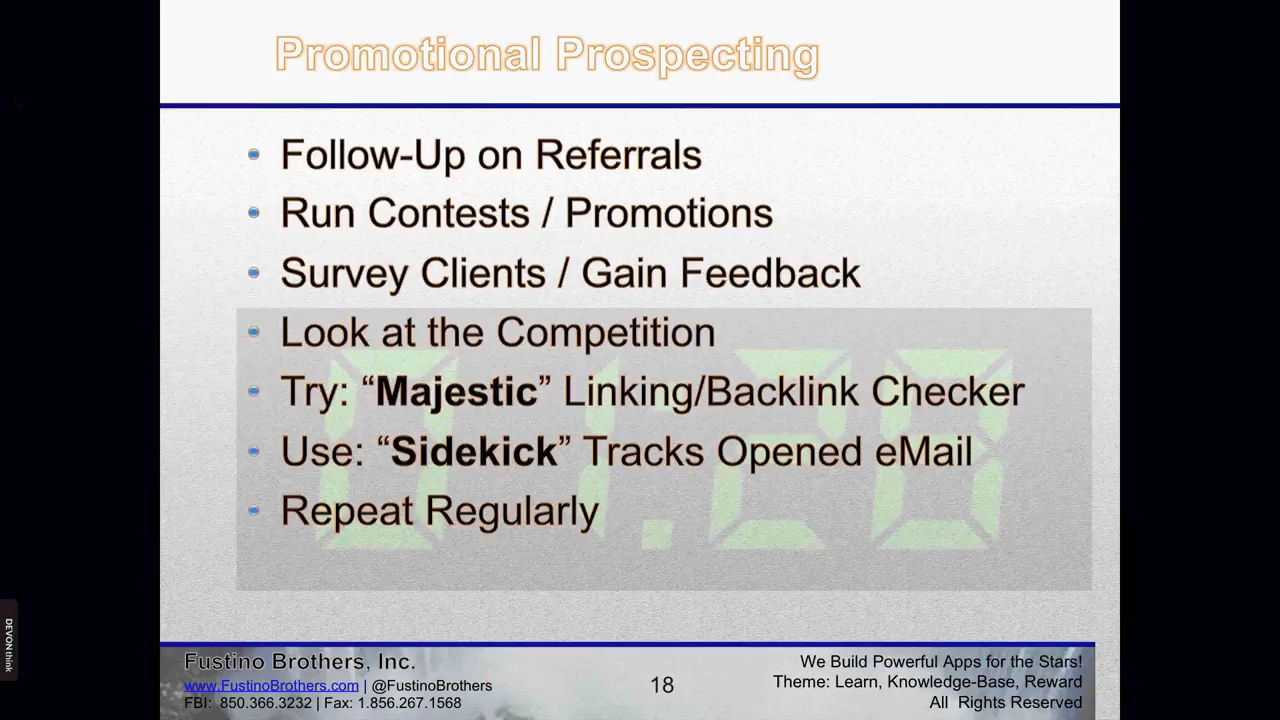 Promotional Prospecting
Follow-Up on Referrals
Run Contests / Promotions
Survey Clients / Gain Feedback
Look at the Competition
Try: “Majestic” Linking/Backlink Checker
Use: “Sidekick” Tracks Opened eMail
Repeat Regularly
01:20
Fustino Brothers, Inc.
www.FustinoBrothers.com | @FustinoBrothers
FBI: 850.366.3232 | Fax: 1.856.267.1568
18
We Build Powerful Apps for the Stars!
Theme: Learn, Knowledge-Base, Reward
All Rights Reserved
DEVONthink